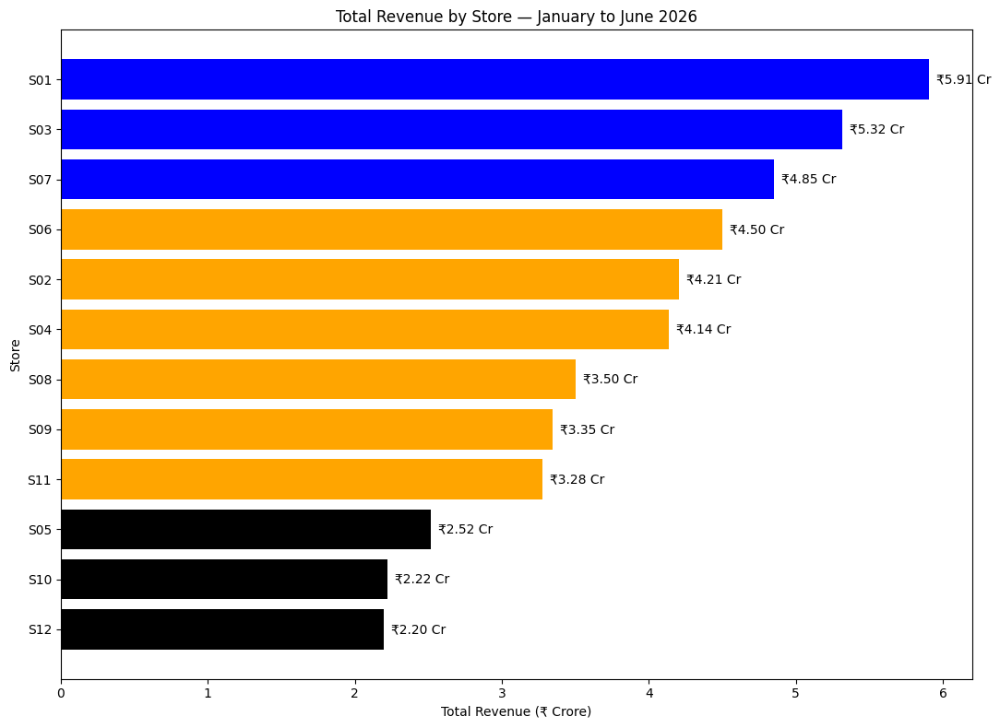 Total Revenue by Store — January to June 2026
S01 ₹5.91 Cr
S03 ₹5.32 Cr
S07 ₹4.85 Cr
S06 ₹4.50 Cr
S02 ₹4.21 Cr
S04 ₹4.14 Cr
S08 ₹3.50 Cr
S09 ₹3.35 Cr
S11 ₹3.28 Cr
S05 ₹2.52 Cr
S10 ₹2.22 Cr
S12 ₹2.20 Cr
Store
0 1 2 3 4 5 6
Total Revenue (₹ Crore)